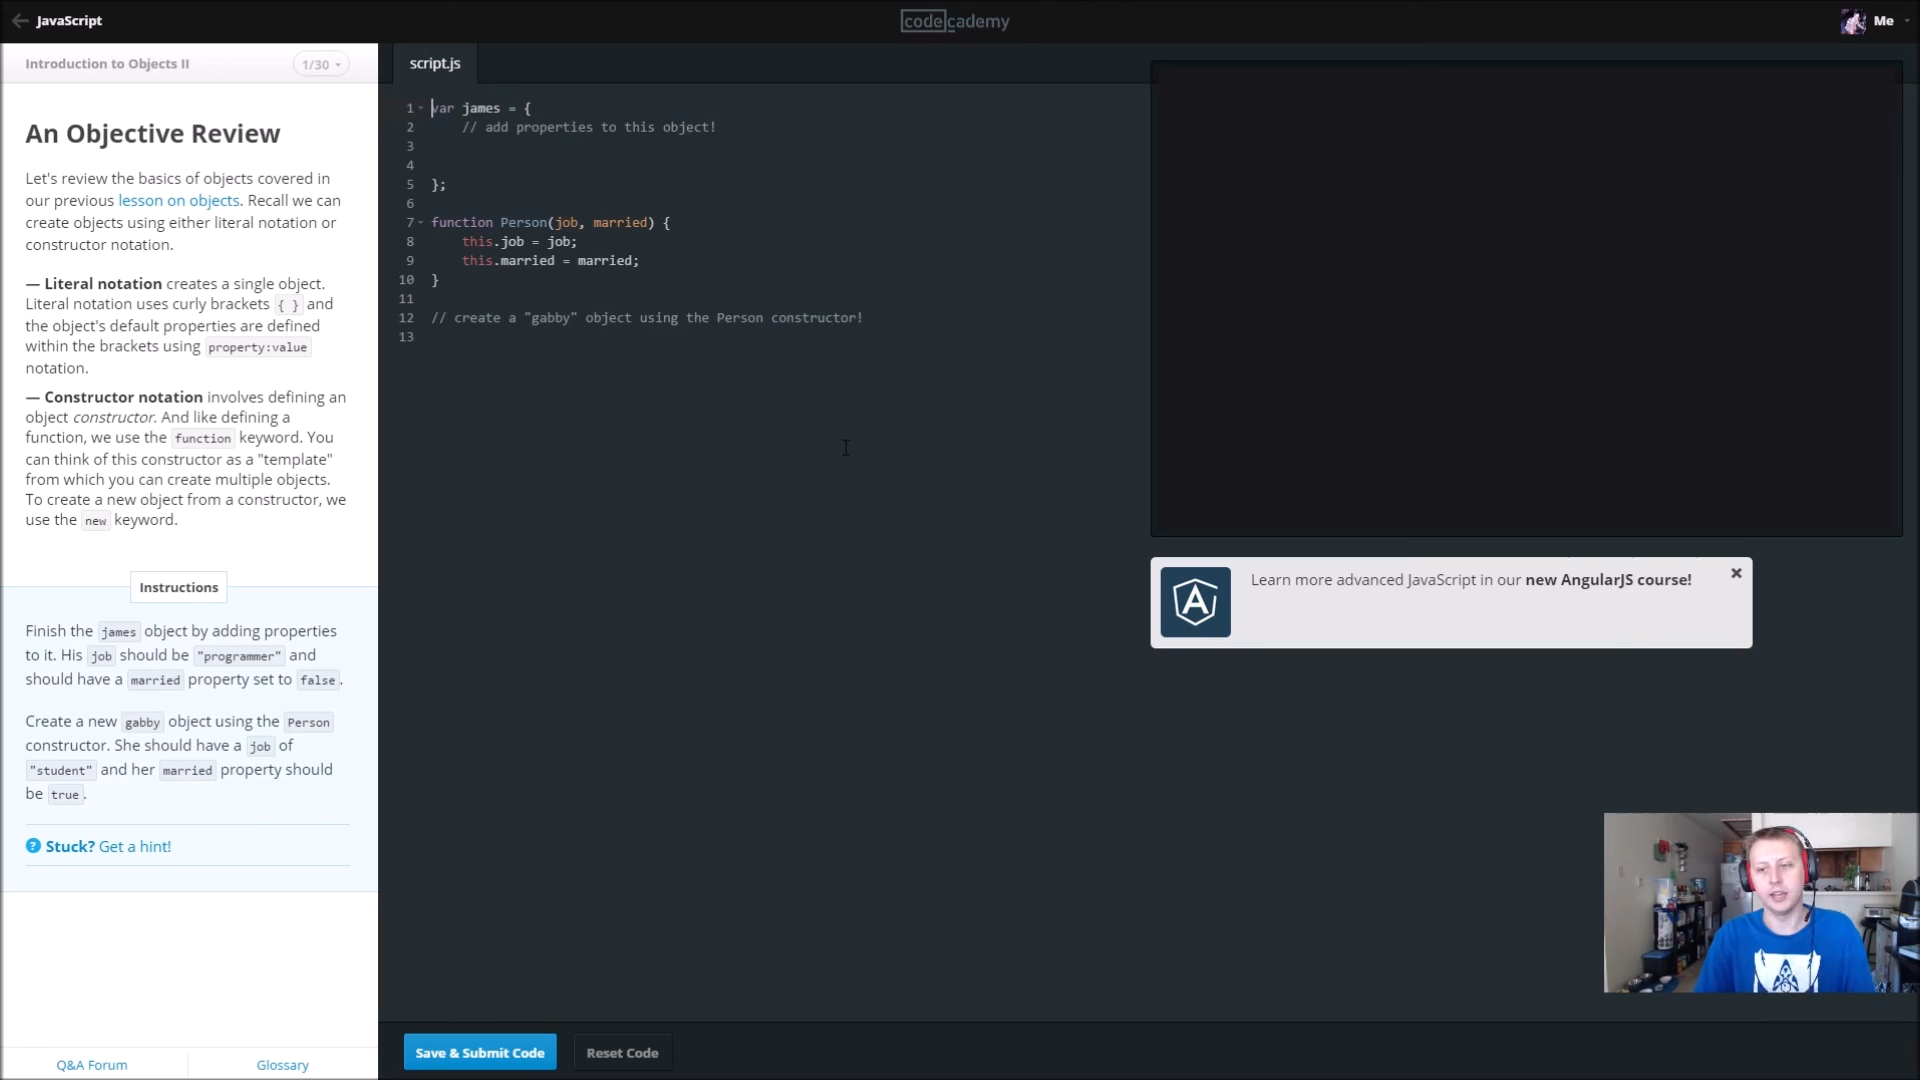 JavaScript
codecademy
Me
Introduction to Objects II
1/30
script.js
An Objective Review
Let's review the basics of objects covered in
our previous lesson on objects. Recall we can
create objects using either literal notation or
constructor notation.
— Literal notation creates a single object.
Literal notation uses curly brackets { } and
the object's default properties are defined
within the brackets using property:value
notation.
— Constructor notation involves defining an
object constructor. And like defining a
function, we use the function keyword. You
can think of this constructor as a "template"
from which you can create multiple objects.
To create a new object from a constructor, we
use the new keyword.
Instructions
Finish the james object by adding properties
to it. His job should be "programmer" and
should have a married property set to false.
Create a new gabby object using the Person
constructor. She should have a job of
"student" and her married property should
be true.
Stuck? Get a hint!
Q&A Forum
Glossary
1 var james = {
2 // add properties to this object!
3
4
5 };
6
7 function Person(job, married) {
8 this.job = job;
9 this.married = married;
10 }
11
12 // create a "gabby" object using the Person constructor!
13
Learn more advanced JavaScript in our new AngularJS course!
Save & Submit Code
Reset Code